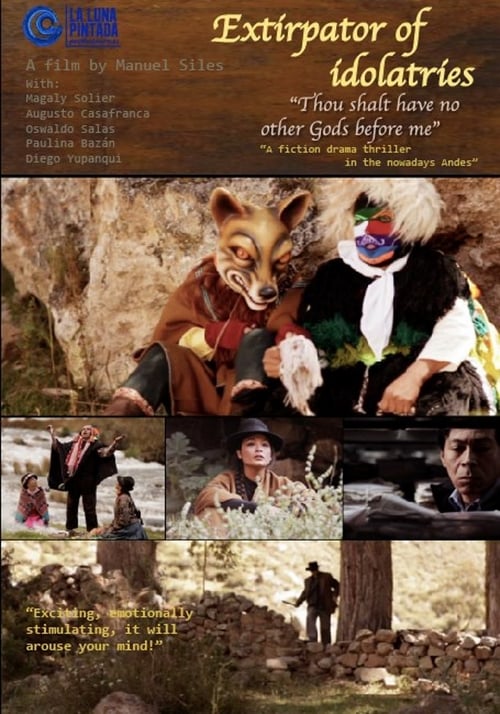 LA LUNA
PINTADA
Extirpator of
idolatries
A film by Manuel Siles
With:
Magaly Solier
Augusto Casafranca
Oswaldo Salas
Paulina Bazán
Diego Yupanqui
“Thou shalt have no
other Gods before me”
“A fiction drama thriller
in the nowadays Andes”
“Exciting, emotionally
stimulating, it will
arouse your mind!”